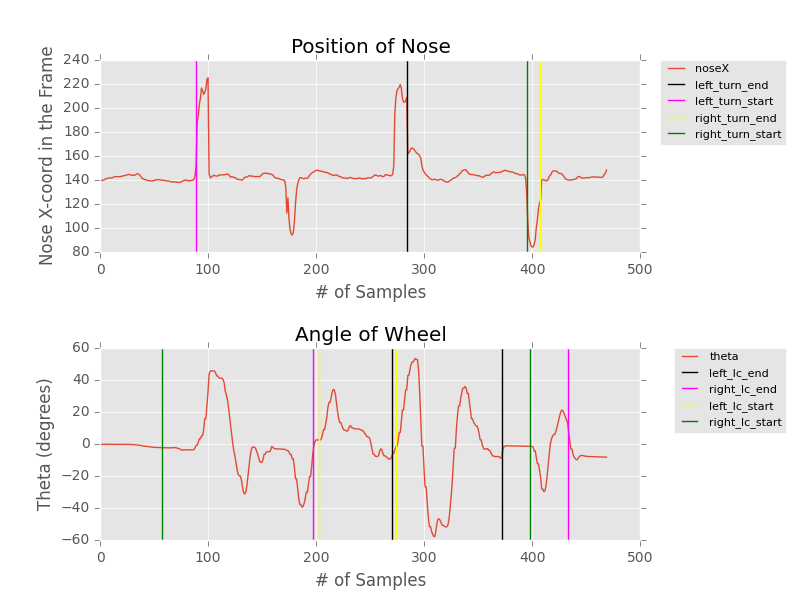 Position of Nose
Nose X-coord in the Frame
240
220
200
180
160
140
120
100
80
0 100 200 300 400 500
# of Samples
noseX
left_turn_end
left_turn_start
right_turn_end
right_turn_start
Angle of Wheel
Theta (degrees)
60
40
20
0
−20
−40
−60
0 100 200 300 400 500
# of Samples
theta
left_lc_end
right_lc_end
left_lc_start
right_lc_start